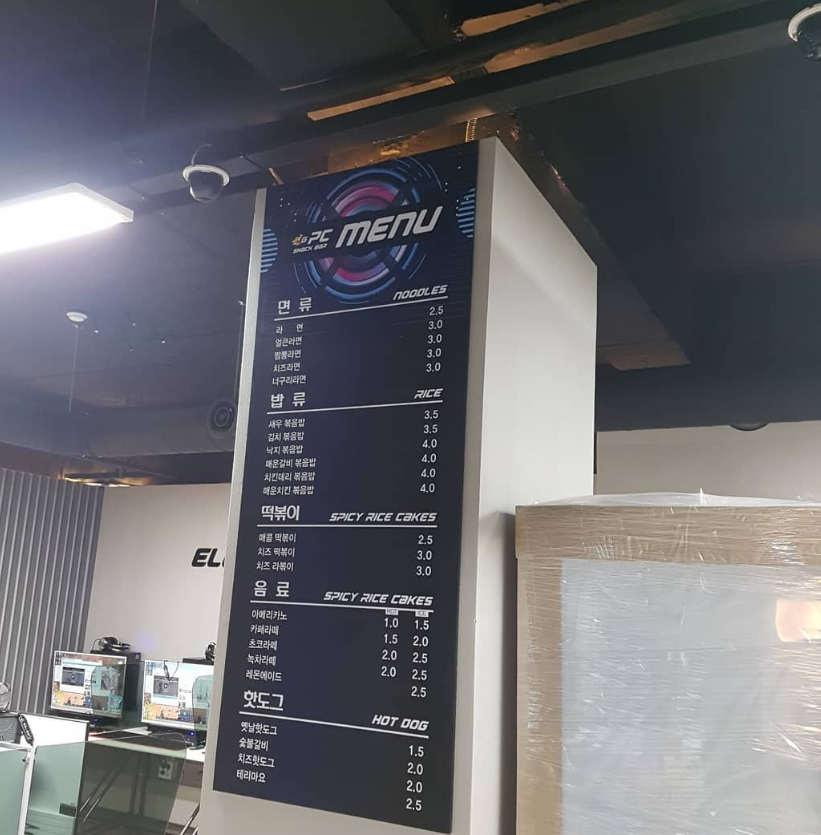 PC MENU
SNACK BAR
면 류 NOODLES
라 면 2.5
얼큰라면 3.0
짬뽕라면 3.0
치즈라면 3.0
너구리라면 3.0
밥 류 RICE
새우 볶음밥 3.5
김치 볶음밥 3.5
낙지 볶음밥 4.0
매운갈비 볶음밥 4.0
치킨데리 볶음밥 4.0
매운치킨 볶음밥 4.0
떡볶이 SPICY RICE CAKES
매콤 떡볶이 2.5
치즈 떡볶이 3.0
치즈 라볶이 3.0
음 료 SPICY RICE CAKES
HOT ICE
아메리카노 1.0 1.5
카페라떼 1.5 2.0
초코라떼 2.0 2.5
녹차라떼 2.0 2.5
레몬에이드 2.5
핫도그 HOT DOG
옛날핫도그 1.5
숯불갈비 2.0
치즈핫도그 2.0
테리마요 2.5